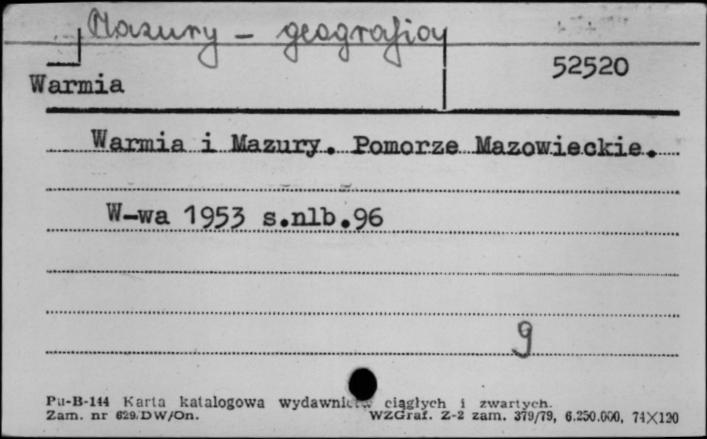 Mazury - geografia
52520
Warmia
Warmia i Mazury. Pomorze Mazowieckie.
W-wa 1953 s.nlb.96
g
Pu-B-144 Karta katalogowa wydawnictw ciągłych i zwartych.
Zam. nr 629/DW/On. WZGraf. Z-2 zam. 379/79, 6.250.000, 74X120